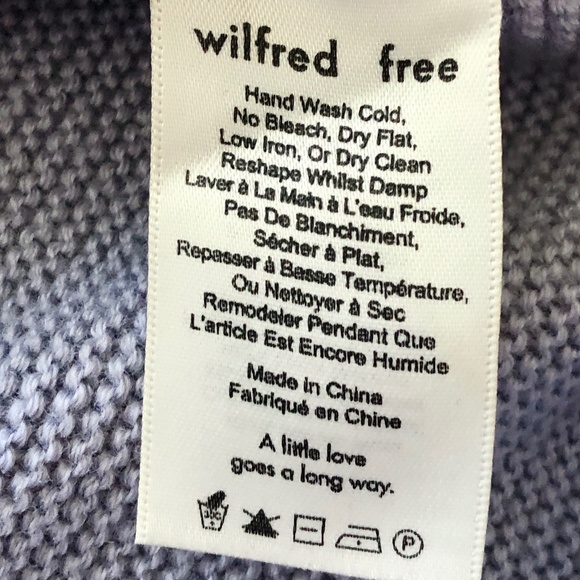 wilfred free
Hand Wash Cold,
No Bleach, Dry Flat,
Low Iron, Or Dry Clean
Reshape Whilst Damp
Laver à La Main à L'eau Froide,
Pas De Blanchiment,
Sécher à Plat,
Repasser à Basse Température,
Ou Nettoyer à Sec
Remodeler Pendant Que
L'article Est Encore Humide
Made in China
Fabriqué en Chine
A little love
goes a long way.
30C P